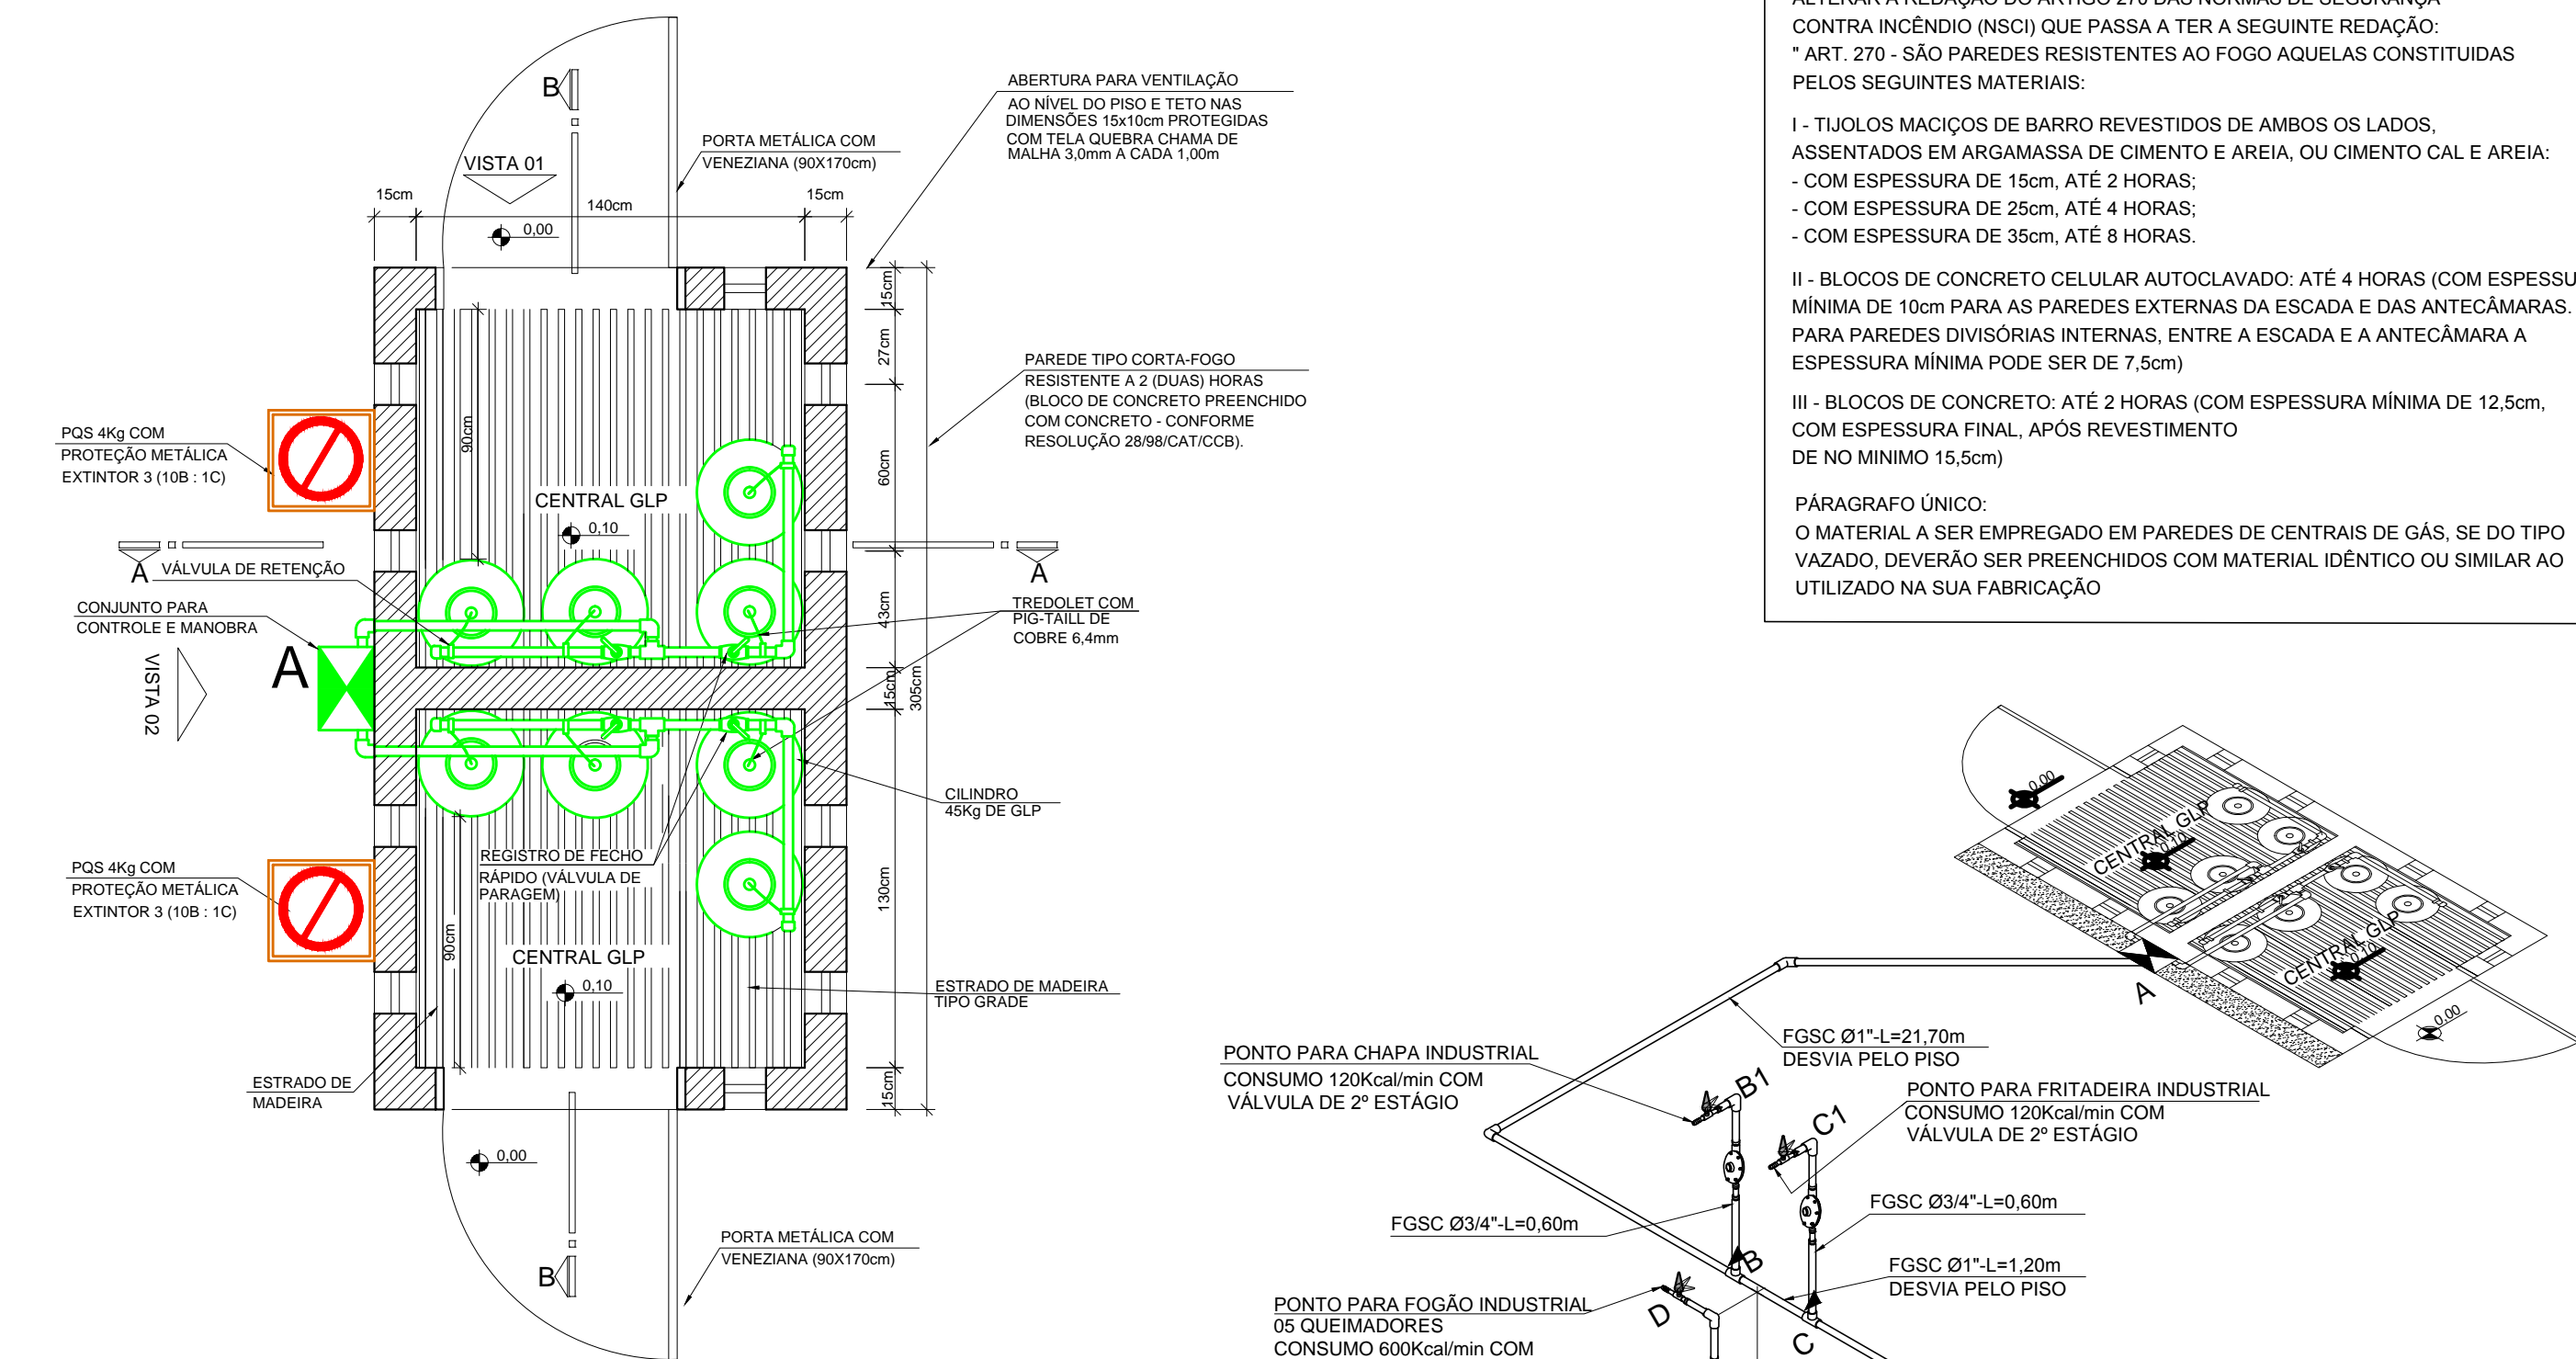 B
VISTA 01
PORTA METÁLICA COM
VENEZIANA (90X170cm)
ABERTURA PARA VENTILAÇÃO
AO NÍVEL DO PISO E TETO NAS
DIMENSÕES 15x10cm PROTEGIDAS
COM TELA QUEBRA CHAMA DE
MALHA 3,0mm A CADA 1,00m
15cm
140cm
15cm
0,00
15cm
27cm
90cm
60cm
43cm
15cm
305cm
130cm
15cm
PAREDE TIPO CORTA-FOGO
RESISTENTE A 2 (DUAS) HORAS
(BLOCO DE CONCRETO PREENCHIDO
COM CONCRETO - CONFORME
RESOLUÇÃO 28/98/CAT/CCB).
PQS 4Kg COM
PROTEÇÃO METÁLICA
EXTINTOR 3 (10B : 1C)
CENTRAL GLP
0,10
A
A
VÁLVULA DE RETENÇÃO
CONJUNTO PARA
CONTROLE E MANOBRA
A
VISTA 02
TREDOLET COM
PIG-TAILL DE
COBRE 6,4mm
CILINDRO
45Kg DE GLP
REGISTRO DE FECHO
RÁPIDO (VÁLVULA DE
PARAGEM)
PQS 4Kg COM
PROTEÇÃO METÁLICA
EXTINTOR 3 (10B : 1C)
90cm
CENTRAL GLP
0,10
ESTRADO DE MADEIRA
TIPO GRADE
ESTRADO DE
MADEIRA
0,00
PORTA METÁLICA COM
VENEZIANA (90X170cm)
B
ALTERAR A REDAÇÃO DO ARTIGO 270 DAS NORMAS DE SEGURANÇA
CONTRA INCÊNDIO (NSCI) QUE PASSA A TER A SEGUINTE REDAÇÃO:
" ART. 270 - SÃO PAREDES RESISTENTES AO FOGO AQUELAS CONSTITUIDAS
PELOS SEGUINTES MATERIAIS:
I - TIJOLOS MACIÇOS DE BARRO REVESTIDOS DE AMBOS OS LADOS,
ASSENTADOS EM ARGAMASSA DE CIMENTO E AREIA, OU CIMENTO CAL E AREIA:
- COM ESPESSURA DE 15cm, ATÉ 2 HORAS;
- COM ESPESSURA DE 25cm, ATÉ 4 HORAS;
- COM ESPESSURA DE 35cm, ATÉ 8 HORAS.
II - BLOCOS DE CONCRETO CELULAR AUTOCLAVADO: ATÉ 4 HORAS (COM ESPESSU
MÍNIMA DE 10cm PARA AS PAREDES EXTERNAS DA ESCADA E DAS ANTECÂMARAS.
PARA PAREDES DIVISÓRIAS INTERNAS, ENTRE A ESCADA E A ANTECÂMARA A
ESPESSURA MÍNIMA PODE SER DE 7,5cm)
III - BLOCOS DE CONCRETO: ATÉ 2 HORAS (COM ESPESSURA MÍNIMA DE 12,5cm,
COM ESPESSURA FINAL, APÓS REVESTIMENTO
DE NO MINIMO 15,5cm)
PÁRAGRAFO ÚNICO:
O MATERIAL A SER EMPREGADO EM PAREDES DE CENTRAIS DE GÁS, SE DO TIPO
VAZADO, DEVERÃO SER PREENCHIDOS COM MATERIAL IDÊNTICO OU SIMILAR AO
UTILIZADO NA SUA FABRICAÇÃO
0,00
CENTRAL GLP
0,10
CENTRAL GLP
0,10
0,00
A
FGSC Ø1"-L=21,70m
DESVIA PELO PISO
PONTO PARA CHAPA INDUSTRIAL
CONSUMO 120Kcal/min COM
VÁLVULA DE 2º ESTÁGIO
B1
PONTO PARA FRITADEIRA INDUSTRIAL
CONSUMO 120Kcal/min COM
VÁLVULA DE 2º ESTÁGIO
C1
FGSC Ø3/4"-L=0,60m
FGSC Ø3/4"-L=0,60m
B
FGSC Ø1"-L=1,20m
DESVIA PELO PISO
PONTO PARA FOGÃO INDUSTRIAL
05 QUEIMADORES
CONSUMO 600Kcal/min COM
D
C